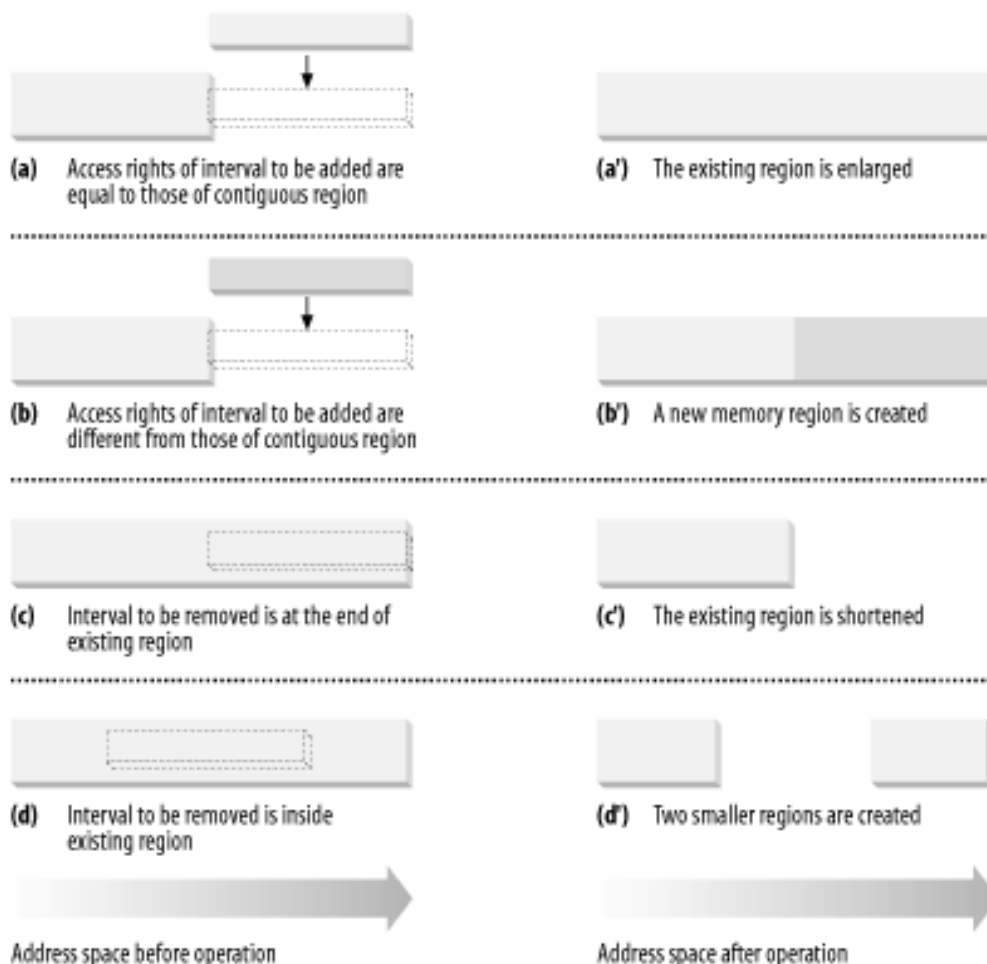 (a) Access rights of interval to be added are
equal to those of contiguous region
(a') The existing region is enlarged
(b) Access rights of interval to be added are
different from those of contiguous region
(b') A new memory region is created
(c) Interval to be removed is at the end of
existing region
(c') The existing region is shortened
(d) Interval to be removed is inside
existing region
(d') Two smaller regions are created
Address space before operation
Address space after operation